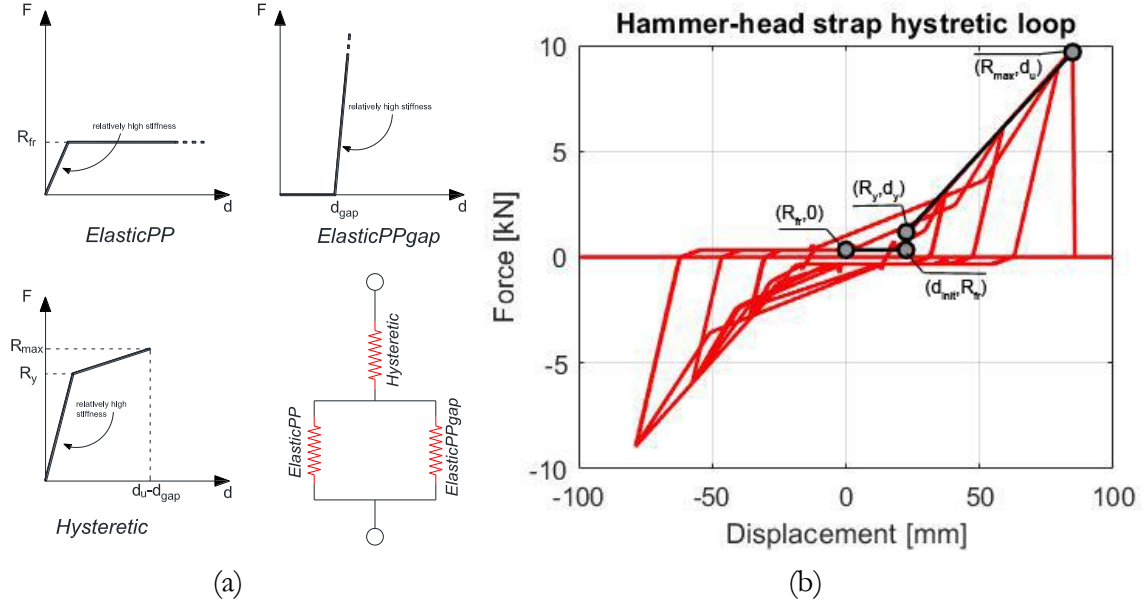 F
R_fr
relatively high stiffness
d
ElasticPP
F
relatively high stiffness
d_gap
d
ElasticPPgap
F
R_max
R_y
relatively high
stiffness
d_u-d_gap
d
Hysteretic
Hysteretic
ElasticPP
ElasticPPgap
(a)
Hammer-head strap hystretic loop
10
5
0
-5
-10
Force [kN]
(R_max,d_u)
(R_y,d_y)
(R_fr,0)
(d_init,R_fr)
-100
-50
0
50
100
Displacement [mm]
(b)